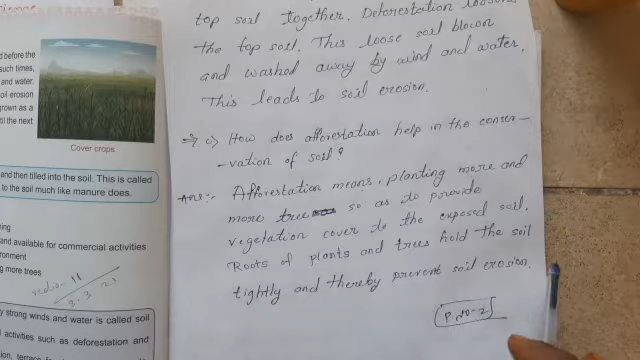 top soil together. Deforestation loosens
the top soil. This loose soil blown
and washed away by wind and water.
This leads to soil erosion.
c) How does afforestation help in the conser-
-vation of soil?
Ans:- Afforestation means, planting more and
more tree so as to provide
vegetation cover to the exposed soil.
Roots of plants and trees hold the soil
tightly and thereby prevent soil erosion.
science
d before the
such times,
and water.
oil erosion
grown as a
til the next
Cover crops
and then tilled into the soil. This is called
to the soil much like manure does.
ing
and available for commercial activities
ronment
g more trees
y strong winds and water is called soil
l activities such as deforestation and